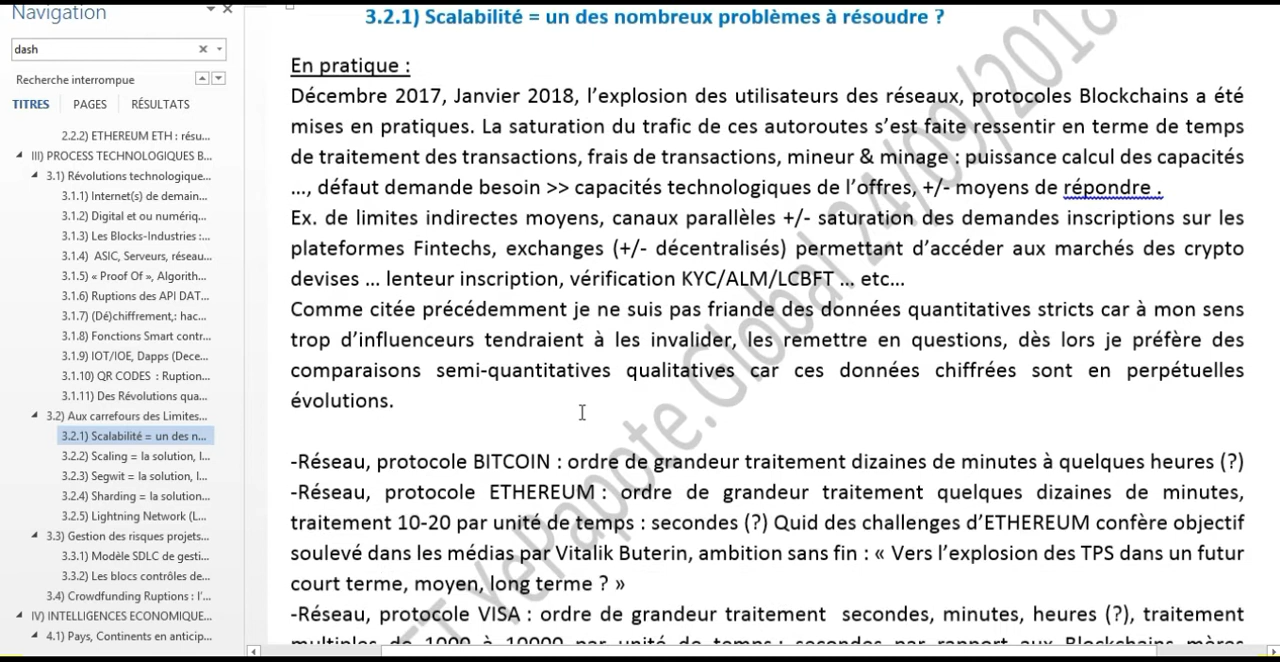 Navigation
dash
Recherche interrompue
TITRES PAGES RÉSULTATS
2.2.2) ETHEREUM ETH : résu...
III) PROCESS TECHNOLOGIQUES B...
3.1) Révolutions technologique...
3.1.1) Internet(s) de demain...
3.1.2) Digital et ou numériq...
3.1.3) Les Blocks-Industries :...
3.1.4) ASIC, Serveurs, réseau...
3.1.5) « Proof Of », Algorith...
3.1.6) Ruptions des API DAT...
3.1.7) (Dé)chiffrement,: hac...
3.1.8) Fonctions Smart contr...
3.1.9) IOT/IOE, Dapps (Dece...
3.1.10) QR CODES : Ruption...
3.1.11) Des Révolutions qua...
3.2) Aux carrefours des Limites...
3.2.1) Scalabilité = un des n...
3.2.2) Scaling = la solution, l...
3.2.3) Segwit = la solution, l...
3.2.4) Sharding = la solution...
3.2.5) Lightning Network (L...
3.3) Gestion des risques projets...
3.3.1) Modèle SDLC de gesti...
3.3.2) Les blocs contrôles de...
3.4) Crowdfunding Ruptions : l'...
IV) INTELLIGENCES ECONOMIQUE...
4.1) Pays, Continents en anticip...
3.2.1) Scalabilité = un des nombreux problèmes à résoudre ?
En pratique :
Décembre 2017, Janvier 2018, l'explosion des utilisateurs des réseaux, protocoles Blockchains a été
mises en pratiques. La saturation du trafic de ces autoroutes s'est faite ressentir en terme de temps
de traitement des transactions, frais de transactions, mineur & minage : puissance calcul des capacités
..., défaut demande besoin >> capacités technologiques de l'offres, +/- moyens de répondre .
Ex. de limites indirectes moyens, canaux parallèles +/- saturation des demandes inscriptions sur les
plateformes Fintechs, exchanges (+/- décentralisés) permettant d'accéder aux marchés des crypto
devises ... lenteur inscription, vérification KYC/ALM/LCBFT ... etc...
Comme citée précédemment je ne suis pas friande des données quantitatives stricts car à mon sens
trop d'influenceurs tendraient à les invalider, les remettre en questions, dès lors je préfère des
comparaisons semi-quantitatives qualitatives car ces données chiffrées sont en perpétuelles
évolutions.
-Réseau, protocole BITCOIN : ordre de grandeur traitement dizaines de minutes à quelques heures (?)
-Réseau, protocole ETHEREUM : ordre de grandeur traitement quelques dizaines de minutes,
traitement 10-20 par unité de temps : secondes (?) Quid des challenges d'ETHEREUM confère objectif
soulevé dans les médias par Vitalik Buterin, ambition sans fin : « Vers l'explosion des TPS dans un futur
court terme, moyen, long terme ? »
-Réseau, protocole VISA : ordre de grandeur traitement secondes, minutes, heures (?), traitement
multiples de 1000 à 10000 par unité de temps : secondes par rapport aux Blockchains mères
YePapote.Global 24/09/2018